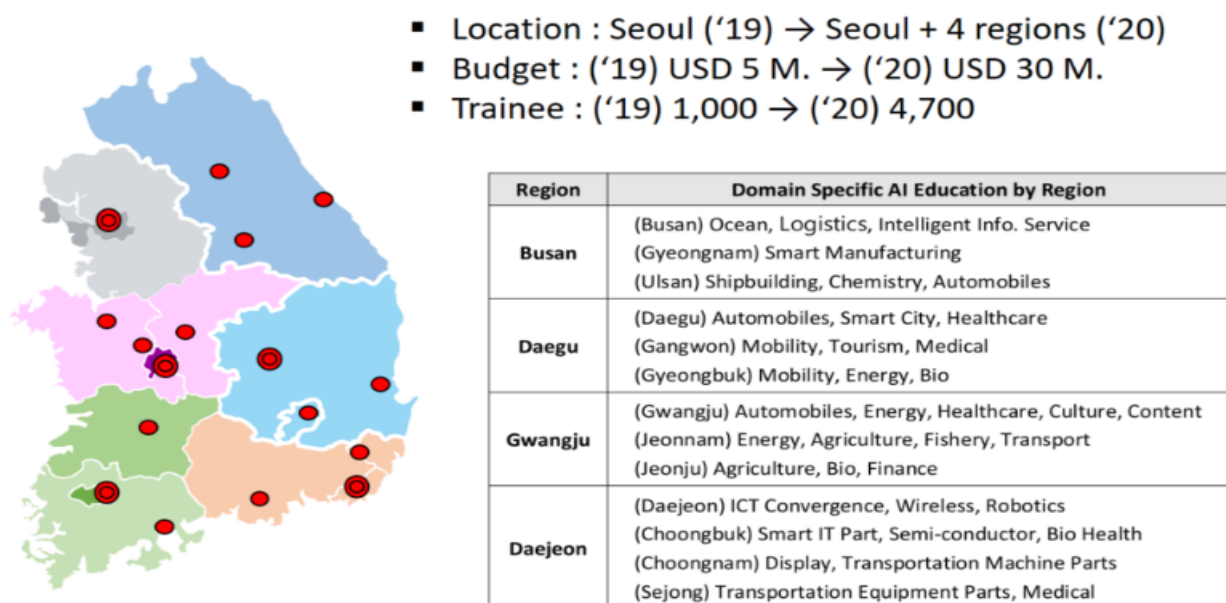 ▪ Location : Seoul (‘19) → Seoul + 4 regions (‘20)
▪ Budget : (‘19) USD 5 M. → (‘20) USD 30 M.
▪ Trainee : (‘19) 1,000 → (‘20) 4,700
Region Domain Specific AI Education by Region
Busan
(Busan) Ocean, Logistics, Intelligent Info. Service
(Gyeongnam) Smart Manufacturing
(Ulsan) Shipbuilding, Chemistry, Automobiles
Daegu
(Daegu) Automobiles, Smart City, Healthcare
(Gangwon) Mobility, Tourism, Medical
(Gyeongbuk) Mobility, Energy, Bio
Gwangju
(Gwangju) Automobiles, Energy, Healthcare, Culture, Content
(Jeonnam) Energy, Agriculture, Fishery, Transport
(Jeonju) Agriculture, Bio, Finance
Daejeon
(Daejeon) ICT Convergence, Wireless, Robotics
(Choongbuk) Smart IT Part, Semi-conductor, Bio Health
(Choongnam) Display, Transportation Machine Parts
(Sejong) Transportation Equipment Parts, Medical